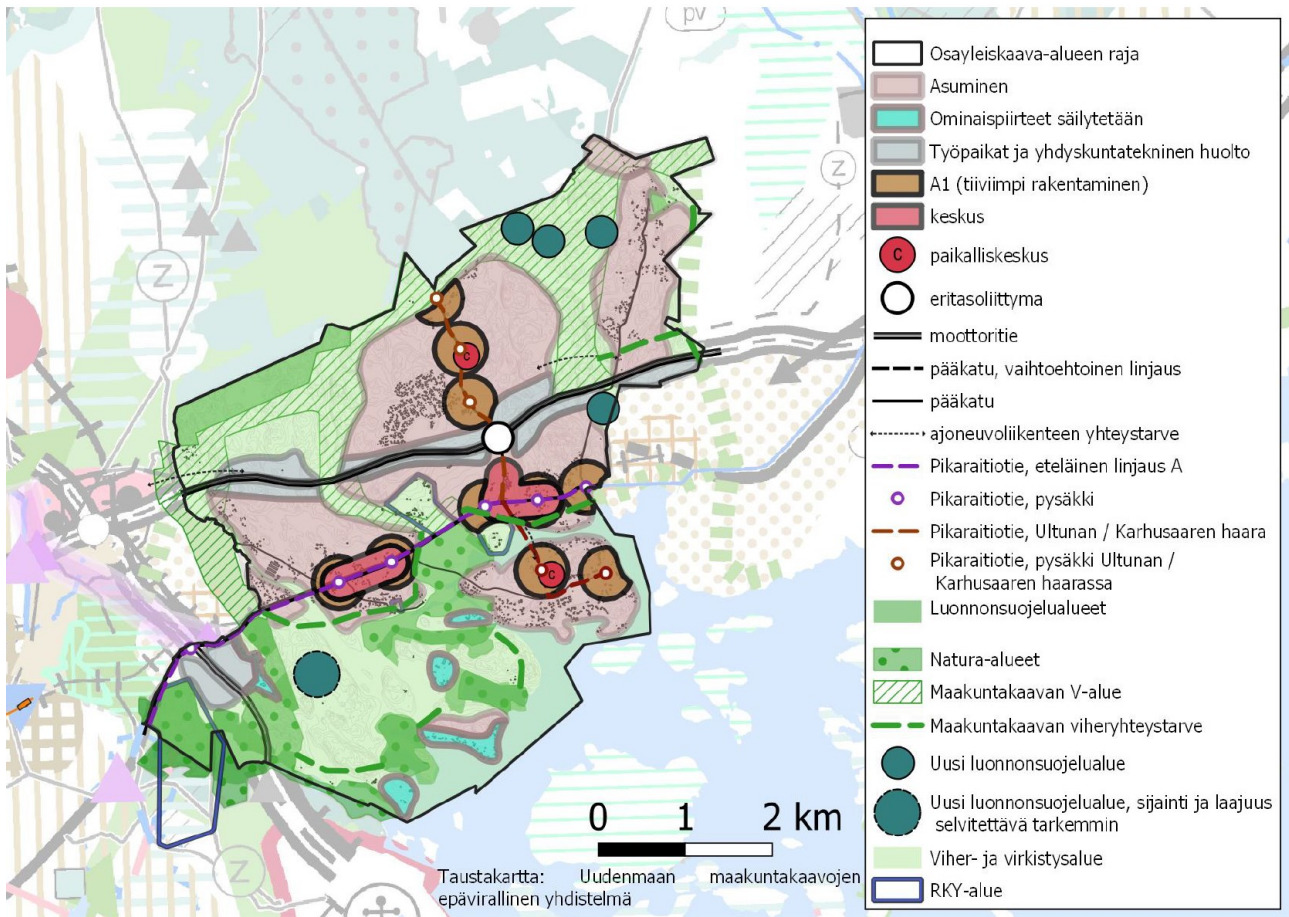 pv
Z
Z
Z
C
C
Osayleiskaava-alueen raja
Asuminen
Ominaispiirteet säilytetään
Työpaikat ja yhdyskuntatekninen huolto
A1 (tiiviimpi rakentaminen)
keskus
C
paikalliskeskus
eritasoliittyma
moottoritie
pääkatu, vaihtoehtoinen linjaus
pääkatu
ajoneuvoliikenteen yhteystarve
Pikaraitiotie, eteläinen linjaus A
Pikaraitiotie, pysäkki
Pikaraitiotie, Ultunan / Karhusaaren haara
Pikaraitiotie, pysäkki Ultunan /
Karhusaaren haarassa
Luonnonsuojelualueet
Natura-alueet
Maakuntakaavan V-alue
Maakuntakaavan viheryhteystarve
Uusi luonnonsuojelualue
Uusi luonnonsuojelualue, sijainti ja laajuus
selvitettävä tarkemmin
Viher- ja virkistysalue
RKY-alue
0 1 2 km
Taustakartta: Uudenmaan maakuntakaavojen
epävirallinen yhdistelmä